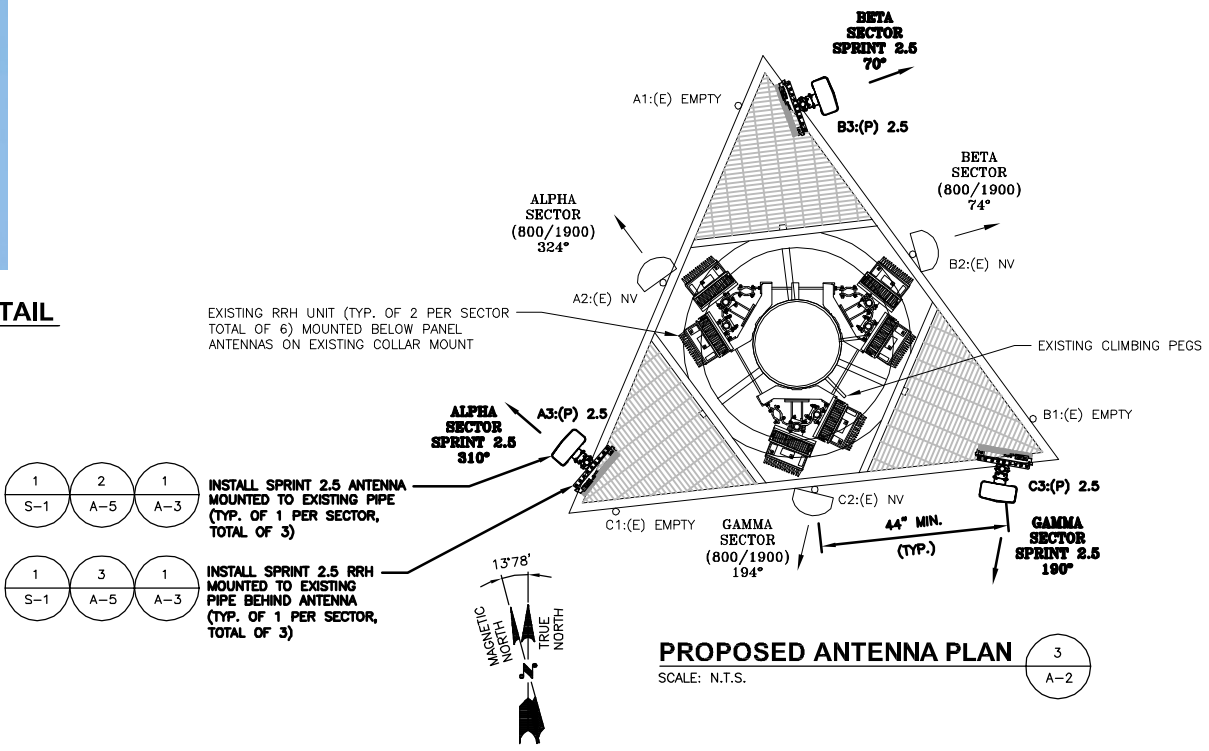 BETA
SECTOR
SPRINT 2.5
70°
A1:(E) EMPTY
B3:(P) 2.5
BETA
SECTOR
(800/1900)
74°
ALPHA
SECTOR
(800/1900)
324°
B2:(E) NV
A2:(E) NV
TAIL
EXISTING RRH UNIT (TYP. OF 2 PER SECTOR
TOTAL OF 6) MOUNTED BELOW PANEL
ANTENNAS ON EXISTING COLLAR MOUNT
EXISTING CLIMBING PEGS
ALPHA
SECTOR
SPRINT 2.5
310°
A3:(P) 2.5
B1:(E) EMPTY
1
S-1
2
A-5
1
A-3
INSTALL SPRINT 2.5 ANTENNA
MOUNTED TO EXISTING PIPE
(TYP. OF 1 PER SECTOR,
TOTAL OF 3)
C3:(P) 2.5
C2:(E) NV
C1:(E) EMPTY
GAMMA
SECTOR
(800/1900)
194°
44" MIN.
(TYP.)
GAMMA
SECTOR
SPRINT 2.5
190°
1
S-1
3
A-5
1
A-3
INSTALL SPRINT 2.5 RRH
MOUNTED TO EXISTING
PIPE BEHIND ANTENNA
(TYP. OF 1 PER SECTOR,
TOTAL OF 3)
13°78'
MAGNETIC
NORTH
TRUE
NORTH
N
PROPOSED ANTENNA PLAN
SCALE: N.T.S.
3
A-2